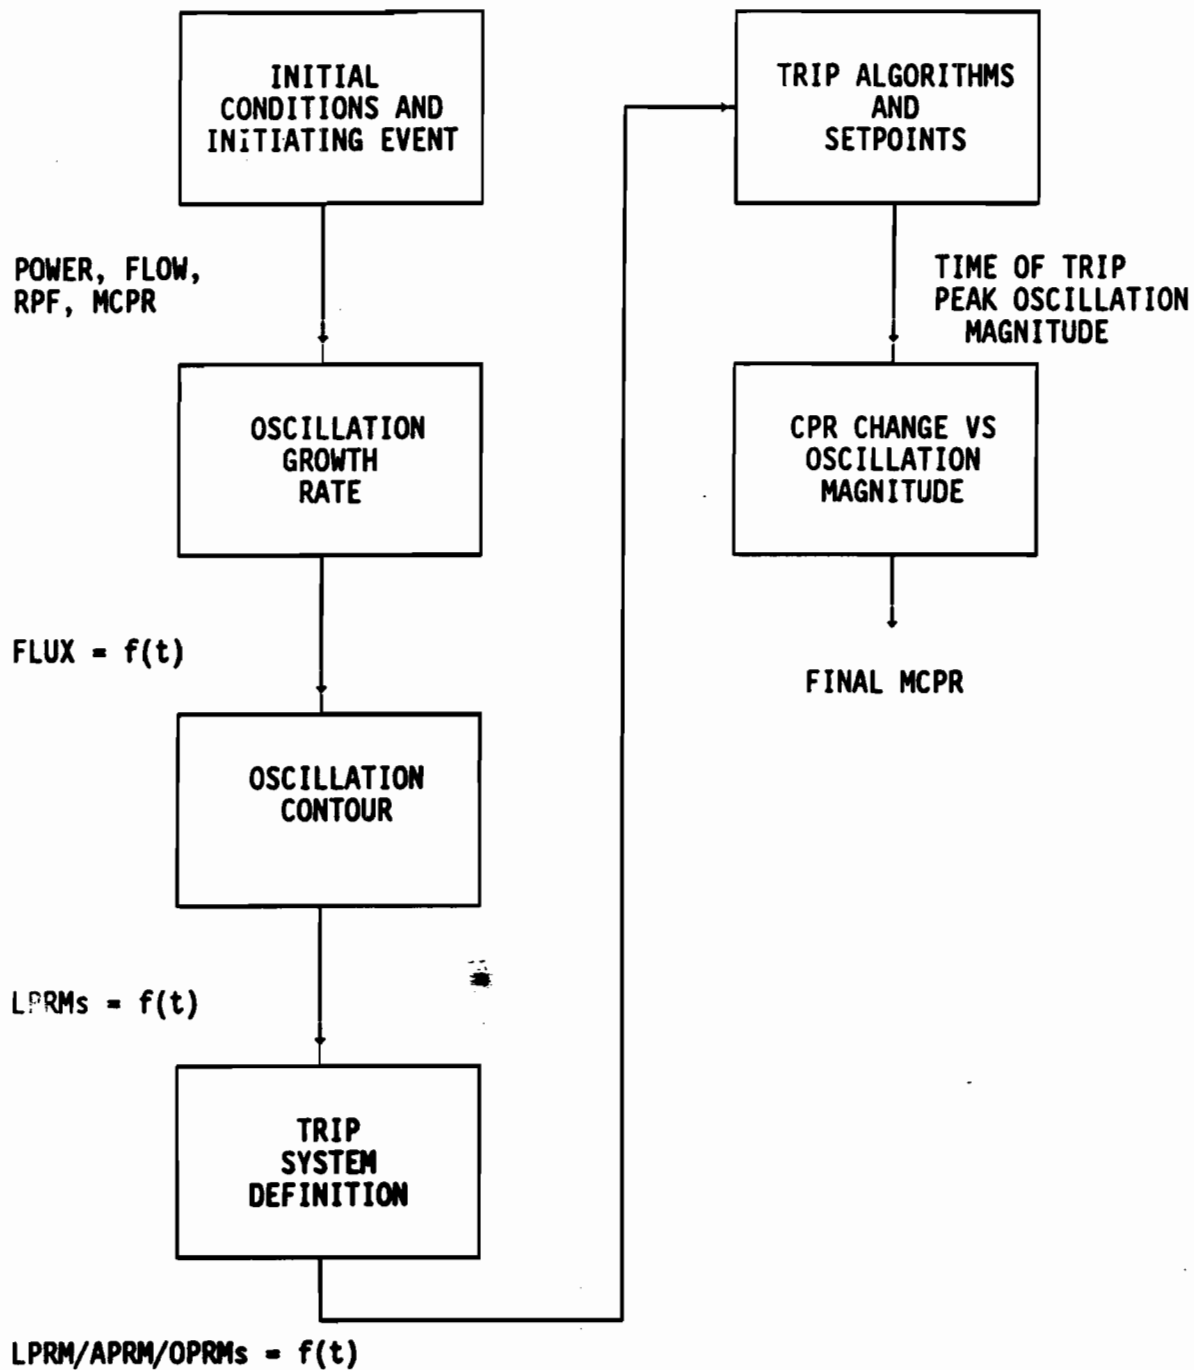 INITIAL
CONDITIONS AND
INITIATING EVENT
POWER, FLOW,
RPF, MCPR
OSCILLATION
GROWTH
RATE
FLUX = f(t)
OSCILLATION
CONTOUR
LPRMs = f(t)
TRIP
SYSTEM
DEFINITION
LPRM/APRM/OPRMs = f(t)
TRIP ALGORITHMS
AND
SETPOINTS
TIME OF TRIP
PEAK OSCILLATION
MAGNITUDE
CPR CHANGE VS
OSCILLATION
MAGNITUDE
FINAL MCPR